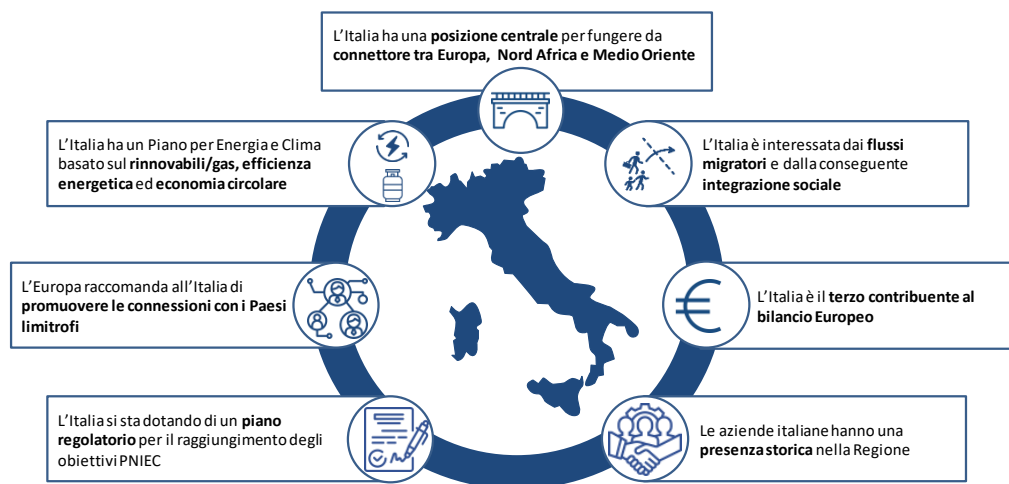 L'Italia ha una posizione centrale per fungere da
connettore tra Europa, Nord Africa e Medio Oriente
L'Italia ha un Piano per Energia e Clima
basato sul rinnovabili/gas, efficienza
energetica ed economia circolare
L'Italia è interessata dai flussi
migratori e dalla conseguente
integrazione sociale
L'Europa raccomanda all'Italia di
promuovere le connessioni con i Paesi
limitrofi
L'Italia è il terzo contribuente al
bilancio Europeo
L'Italia si sta dotando di un piano
regolatorio per il raggiungimento degli
obiettivi PNIEC
Le aziende italiane hanno una
presenza storica nella Regione